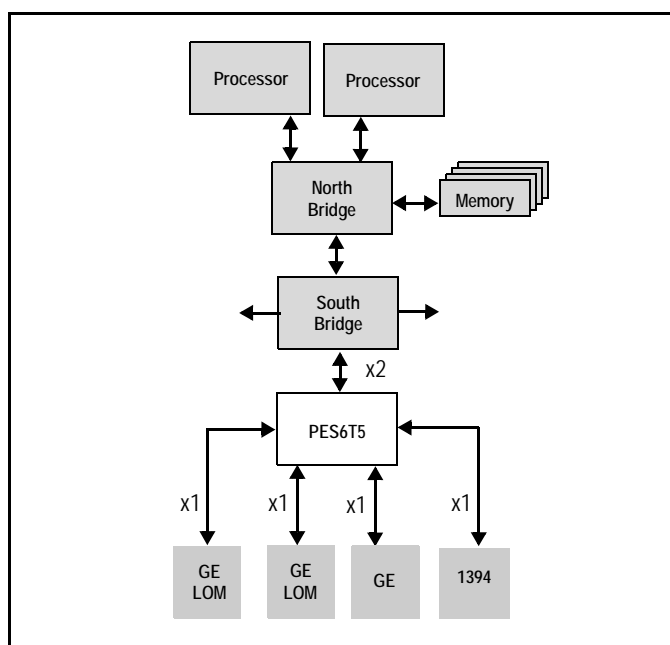 Processor
Processor
North
Bridge
Memory
South
Bridge
x2
PES6T5
x1
x1
x1
x1
GE
LOM
GE
LOM
GE
1394